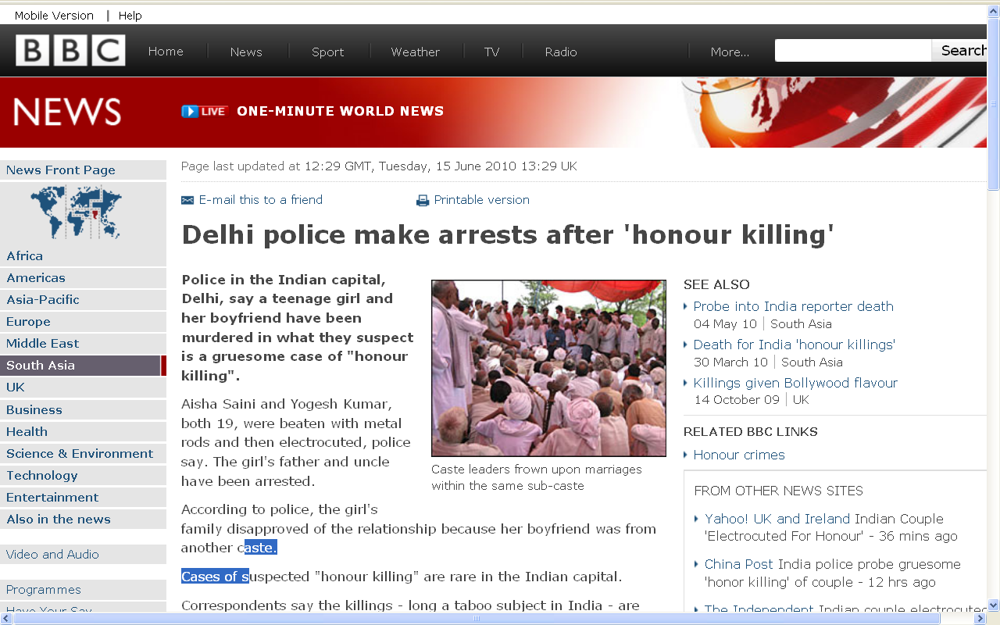 Mobile Version | Help
BBC Home News Sport Weather TV Radio More... Search
NEWS
LIVE ONE-MINUTE WORLD NEWS
News Front Page
Africa
Americas
Asia-Pacific
Europe
Middle East
South Asia
UK
Business
Health
Science & Environment
Technology
Entertainment
Also in the news
Video and Audio
Programmes
Have Your Say
Page last updated at 12:29 GMT, Tuesday, 15 June 2010 13:29 UK
E-mail this to a friend
Printable version
Delhi police make arrests after 'honour killing'
Police in the Indian capital,
Delhi, say a teenage girl and
her boyfriend have been
murdered in what they suspect
is a gruesome case of "honour
killing".
Aisha Saini and Yogesh Kumar,
both 19, were beaten with metal
rods and then electrocuted, police
say. The girl's father and uncle
have been arrested.
According to police, the girl's
family disapproved of the relationship because her boyfriend was from
another caste.
Cases of suspected "honour killing" are rare in the Indian capital.
Correspondents say the killings - long a taboo subject in India - are
Caste leaders frown upon marriages
within the same sub-caste
SEE ALSO
Probe into India reporter death
04 May 10 | South Asia
Death for India 'honour killings'
30 March 10 | South Asia
Killings given Bollywood flavour
14 October 09 | UK
RELATED BBC LINKS
Honour crimes
FROM OTHER NEWS SITES
Yahoo! UK and Ireland Indian Couple
'Electrocuted For Honour' - 36 mins ago
China Post India police probe gruesome
'honor killing' of couple - 12 hrs ago
The Independent Indian couple electrocuted